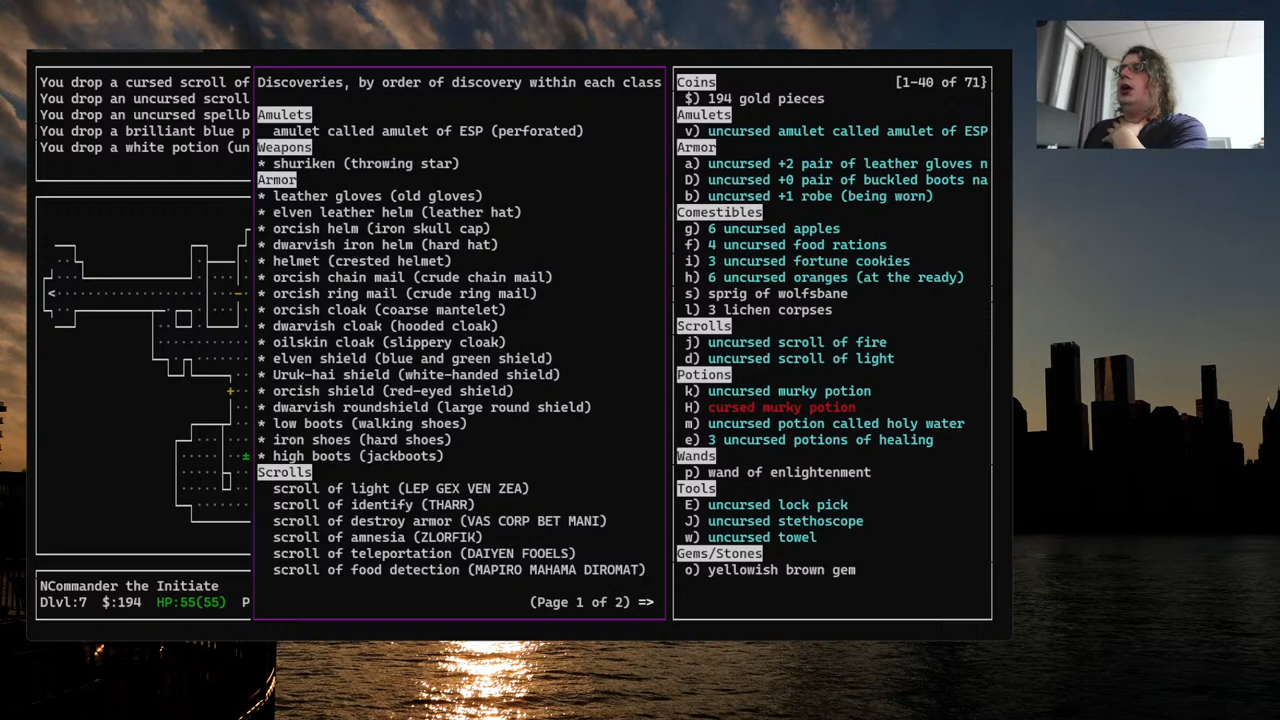 You drop a cursed scroll of
You drop an uncursed scroll
You drop an uncursed spellb
You drop a brilliant blue p
You drop a white potion (un
NCommander the Initiate
Dlvl:7 $:194 HP:55(55) P
Discoveries, by order of discovery within each class
Amulets
amulet called amulet of ESP (perforated)
Weapons
* shuriken (throwing star)
Armor
* leather gloves (old gloves)
* elven leather helm (leather hat)
* orcish helm (iron skull cap)
* dwarvish iron helm (hard hat)
* helmet (crested helmet)
* orcish chain mail (crude chain mail)
* orcish ring mail (crude ring mail)
* orcish cloak (coarse mantelet)
* dwarvish cloak (hooded cloak)
* oilskin cloak (slippery cloak)
* elven shield (blue and green shield)
* Uruk-hai shield (white-handed shield)
* orcish shield (red-eyed shield)
* dwarvish roundshield (large round shield)
* low boots (walking shoes)
* iron shoes (hard shoes)
* high boots (jackboots)
Scrolls
scroll of light (LEP GEX VEN ZEA)
scroll of identify (THARR)
scroll of destroy armor (VAS CORP BET MANI)
scroll of amnesia (ZLORFIK)
scroll of teleportation (DAIYEN FOOELS)
scroll of food detection (MAPIRO MAHAMA DIROMAT)
(Page 1 of 2) =>
Coins [1-40 of 71}
$) 194 gold pieces
Amulets
v) uncursed amulet called amulet of ESP
Armor
a) uncursed +2 pair of leather gloves n
D) uncursed +0 pair of buckled boots na
b) uncursed +1 robe (being worn)
Comestibles
g) 6 uncursed apples
f) 4 uncursed food rations
i) 3 uncursed fortune cookies
h) 6 uncursed oranges (at the ready)
s) sprig of wolfsbane
l) 3 lichen corpses
Scrolls
j) uncursed scroll of fire
d) uncursed scroll of light
Potions
k) uncursed murky potion
H) cursed murky potion
m) uncursed potion called holy water
e) 3 uncursed potions of healing
Wands
p) wand of enlightenment
Tools
E) uncursed lock pick
J) uncursed stethoscope
w) uncursed towel
Gems/Stones
o) yellowish brown gem